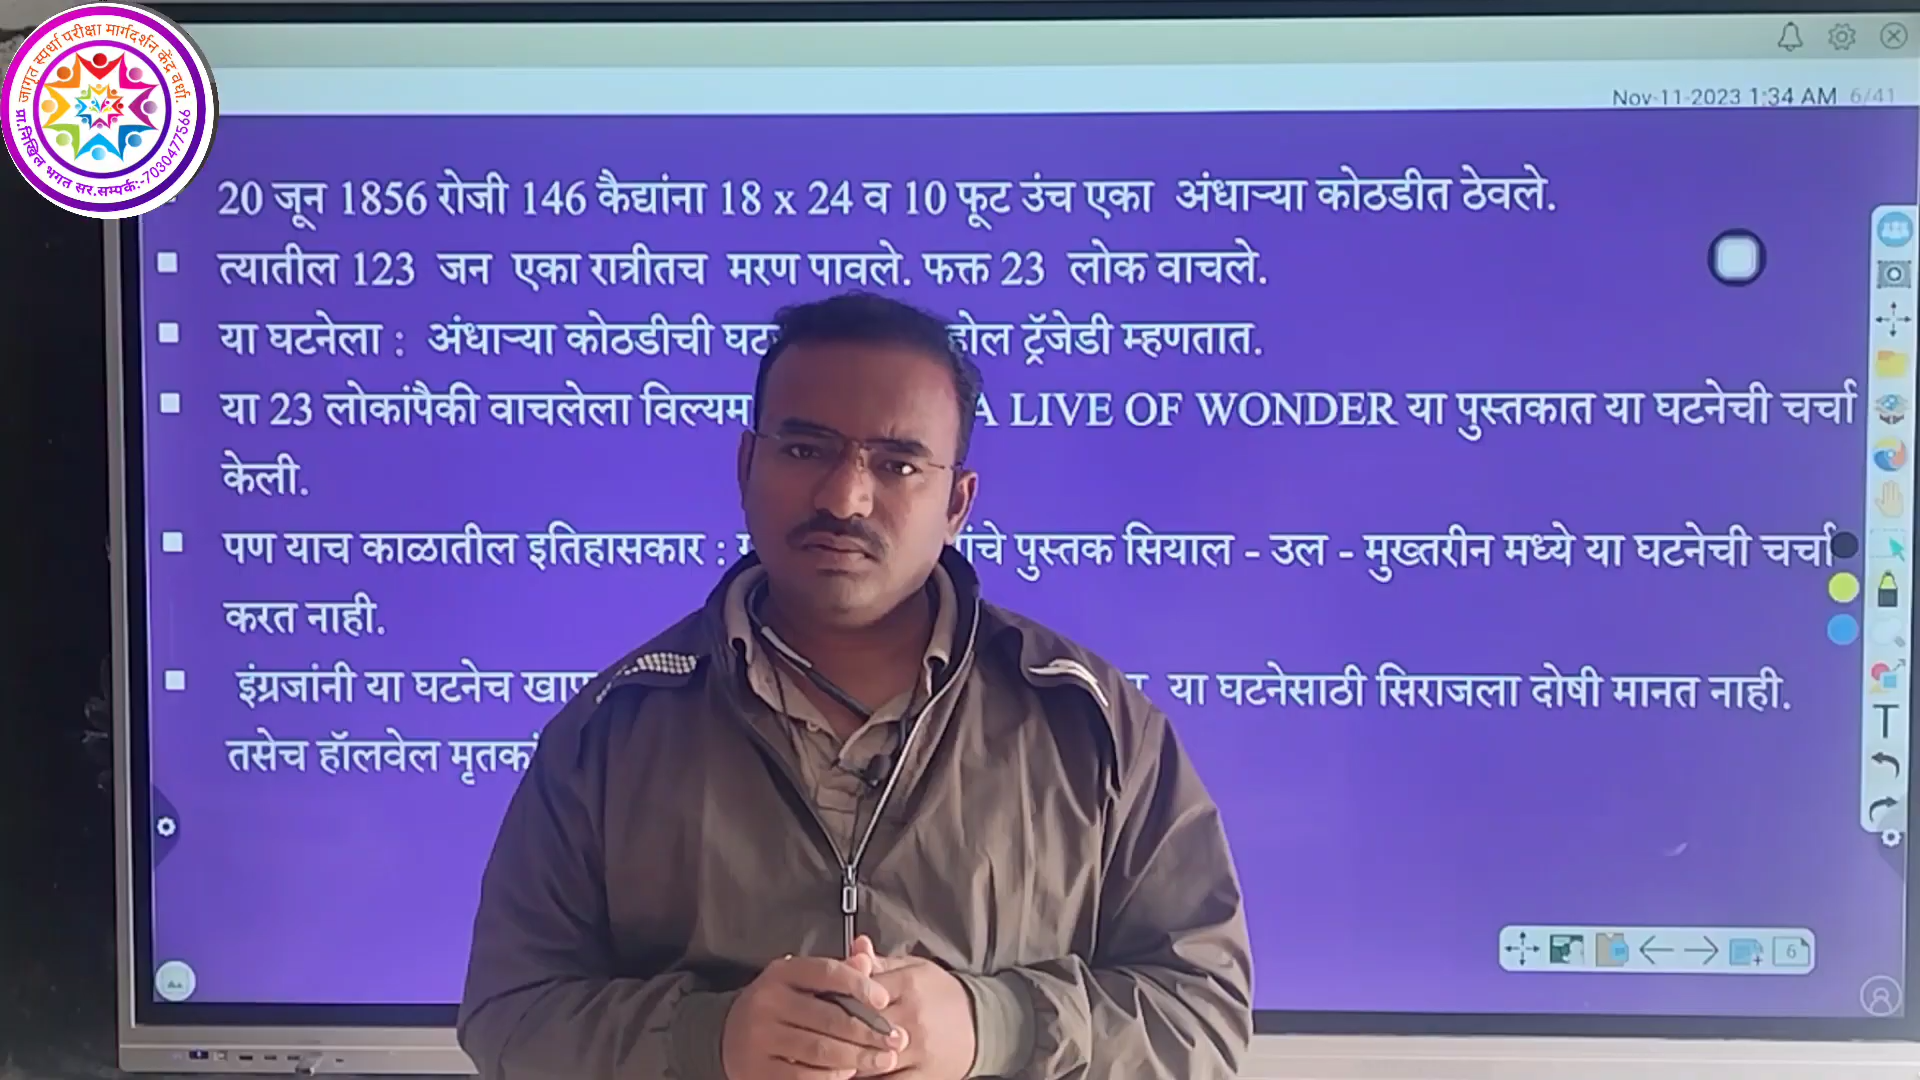 जागृत स्पर्धा परीक्षा मार्गदर्शन केंद्र वर्धा.
प्रा.निखिल भगत सर.सम्पर्क:-7030477566
Nov-11-2023 1:34 AM 6/41
20 जून 1856 रोजी 146 कैद्यांना 18 x 24 व 10 फूट उंच एका अंधाऱ्या कोठडीत ठेवले.
त्यातील 123 जन एका रात्रीतच मरण पावले. फक्त 23 लोक वाचले.
या घटनेला : अंधाऱ्या कोठडीची होल ट्रॅजेडी म्हणतात.
या 23 लोकांपैकी वाचलेला विल्यम A LIVE OF WONDER या पुस्तकात या घटनेची चर्चा
केली.
पण याच काळातील इतिहासकार : पुस्तक सियाल - उल - मुख्तरीन मध्ये या घटनेची चर्चा
करत नाही.
इंग्रजांनी या घटनेच या घटनेसाठी सिराजला दोषी मानत नाही.
तसेच हॉलवेल
T
6